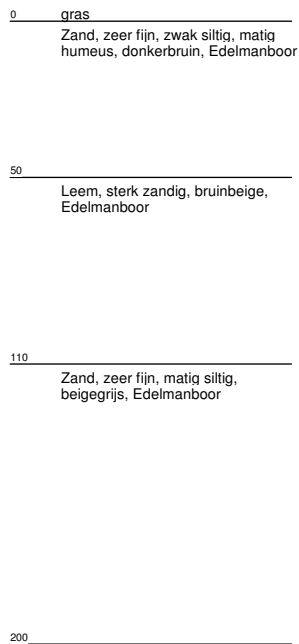 0 gras
Zand, zeer fijn, zwak siltig, matig
humeus, donkerbruin, Edelmanboor
50
Leem, sterk zandig, bruinbeige,
Edelmanboor
110
Zand, zeer fijn, matig siltig,
beigegrijs, Edelmanboor
200